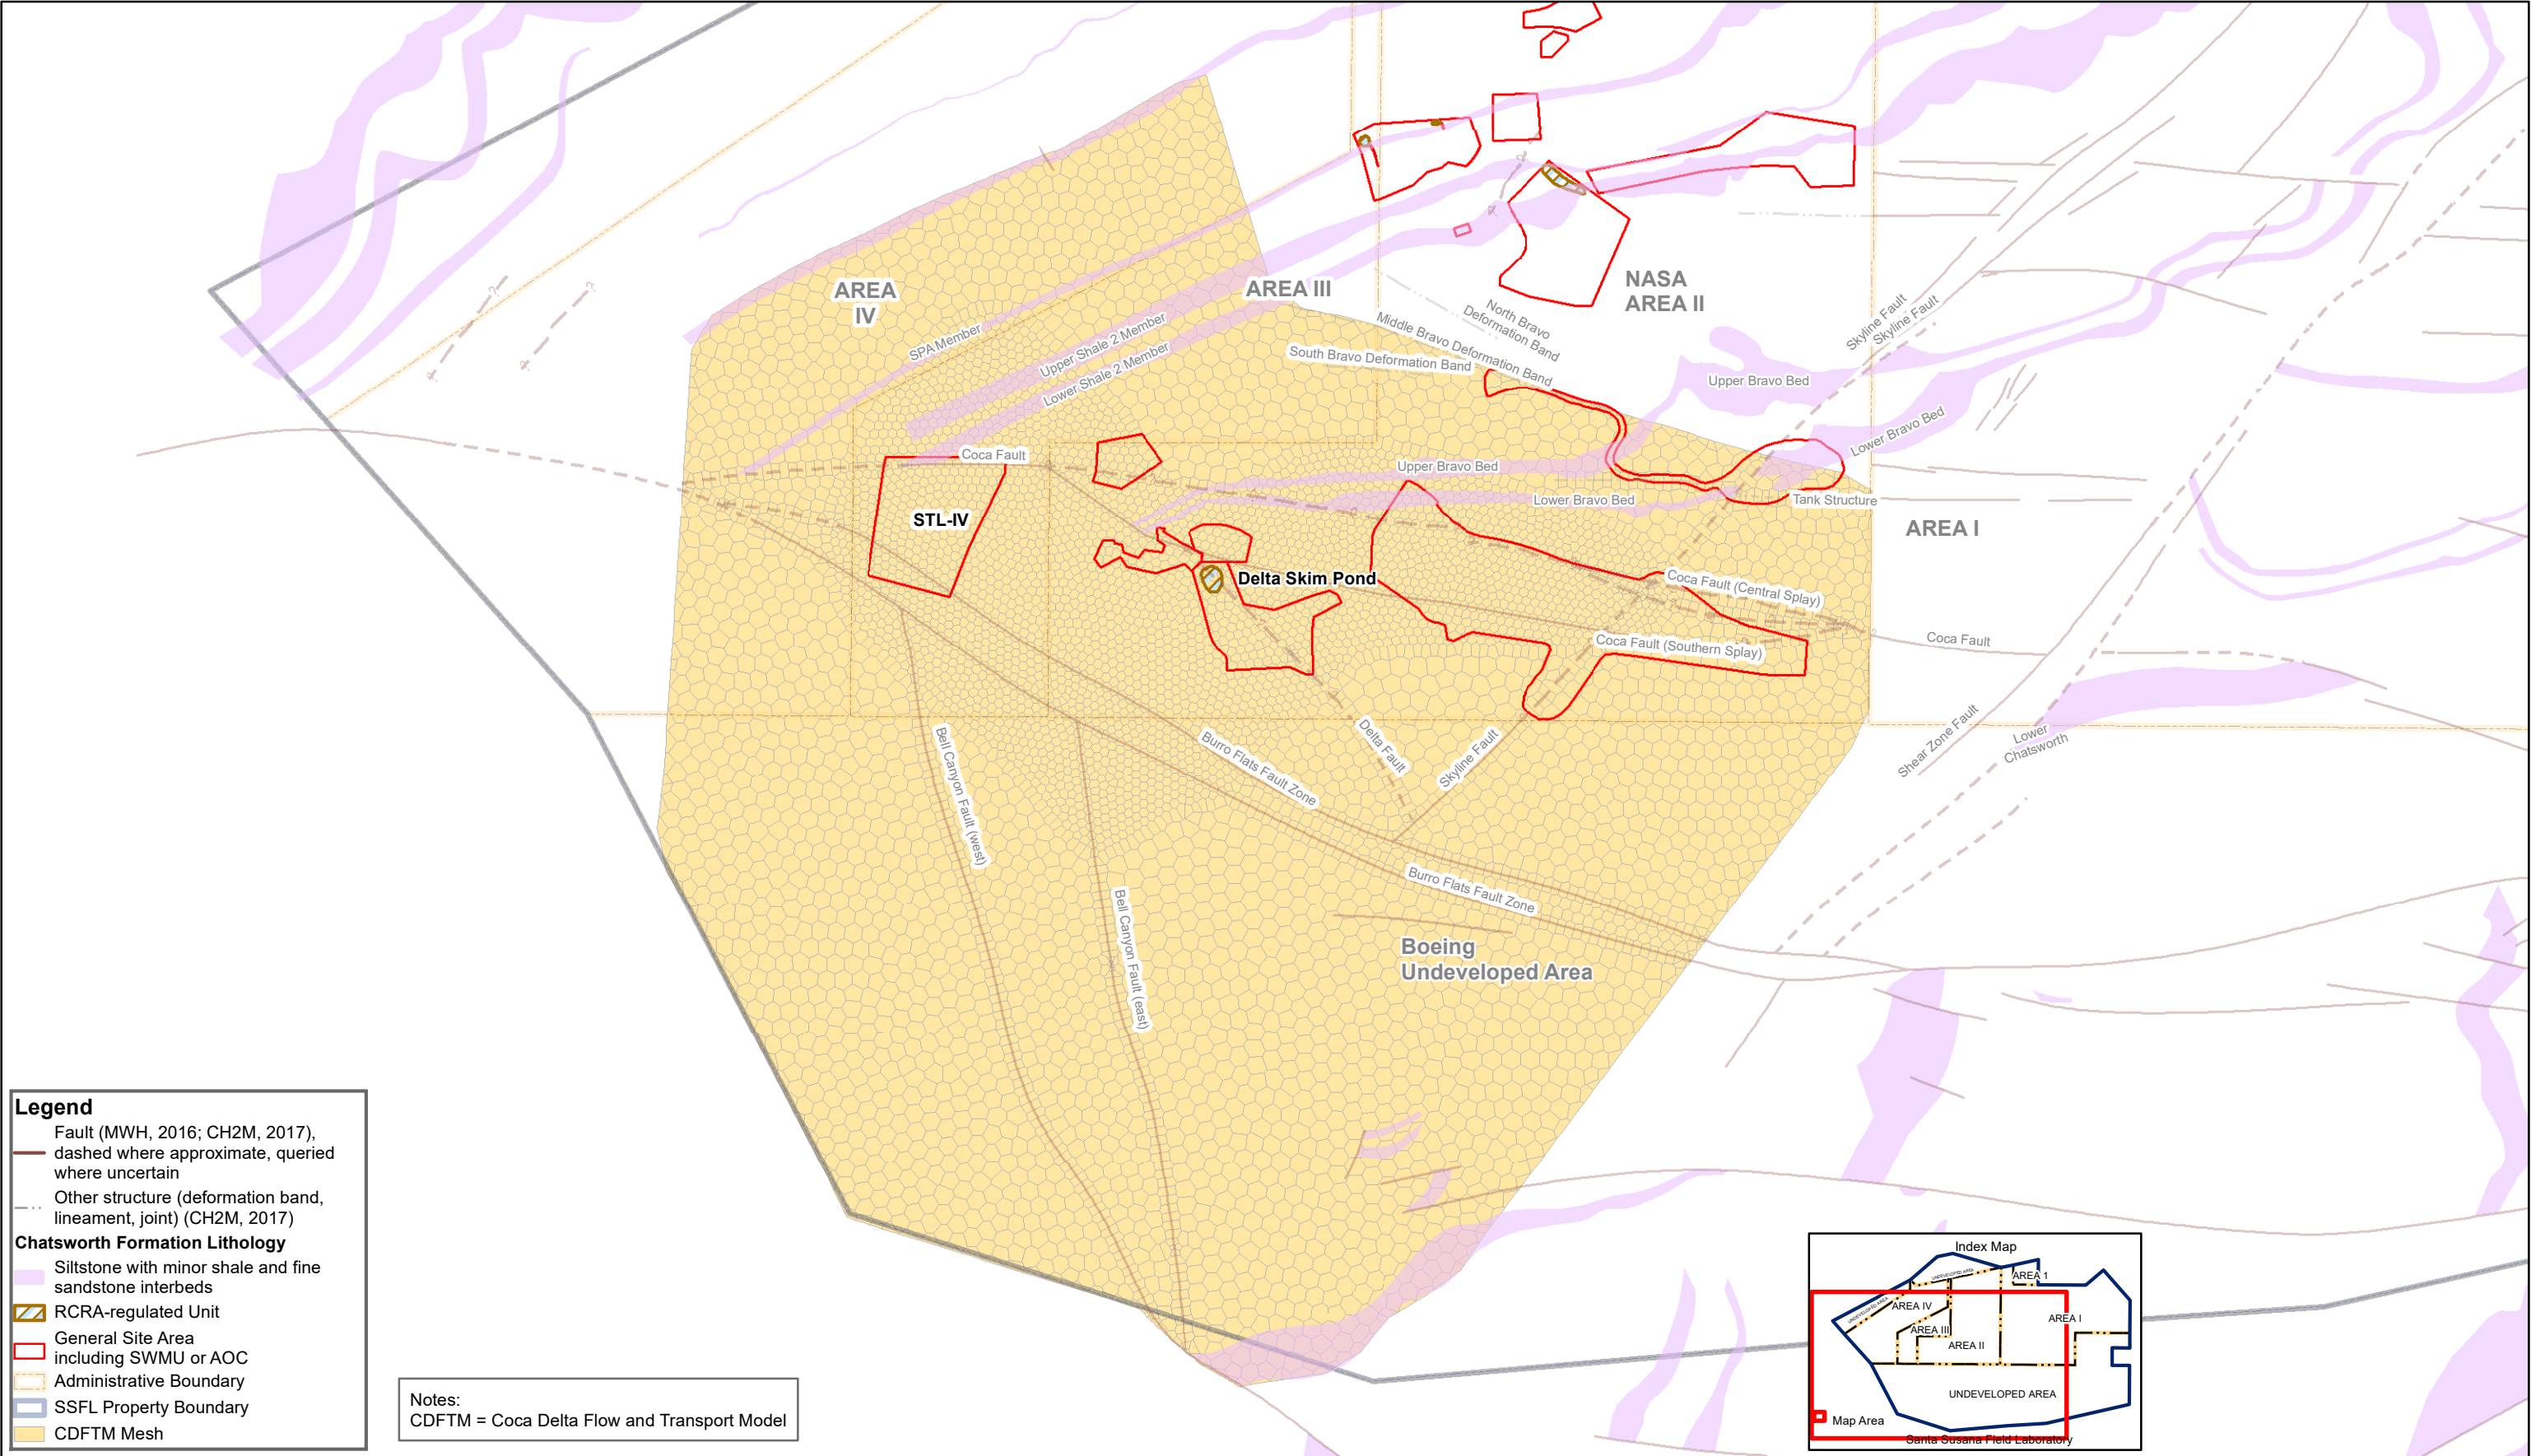 AREA
IV
AREA III
NASA
AREA II
North Bravo
Deformation Band
Middle Bravo Deformation Band
South Bravo Deformation Band
Skyline Fault
Skyline Fault
SPA Member
Upper Shale 2 Member
Lower Shale 2 Member
Upper Bravo Bed
Lower Bravo Bed
Coca Fault
Upper Bravo Bed
Lower Bravo Bed
Tank Structure
STL-IV
AREA I
Delta Skim Pond
Coca Fault (Central Splay)
Coca Fault (Southern Splay)
Coca Fault
Bell Canyon Fault (west)
Burro Flats Fault Zone
Delta Fault
Skyline Fault
Shear Zone Fault
Lower
Chatsworth
Bell Canyon Fault (east)
Burro Flats Fault Zone
Boeing
Undeveloped Area
Legend
Fault (MWH, 2016; CH2M, 2017),
dashed where approximate, queried
where uncertain
Other structure (deformation band,
lineament, joint) (CH2M, 2017)
Chatsworth Formation Lithology
Siltstone with minor shale and fine
sandstone interbeds
RCRA-regulated Unit
General Site Area
including SWMU or AOC
Administrative Boundary
SSFL Property Boundary
CDFTM Mesh
Notes:
CDFTM = Coca Delta Flow and Transport Model
Index Map
UNDEVELOPED AREA
AREA 1
UNDEVELOPED AREA
AREA IV
AREA I
AREA III
AREA II
UNDEVELOPED AREA
Map Area
Santa Susana Field Laboratory